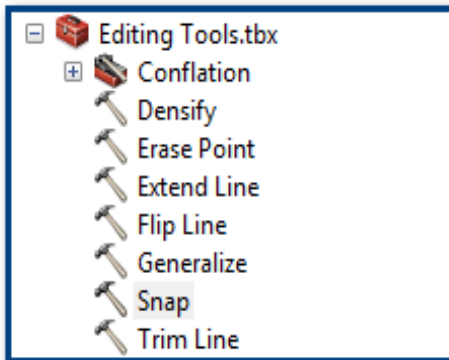 Editing Tools.tbx
Conflation
Densify
Erase Point
Extend Line
Flip Line
Generalize
Snap
Trim Line